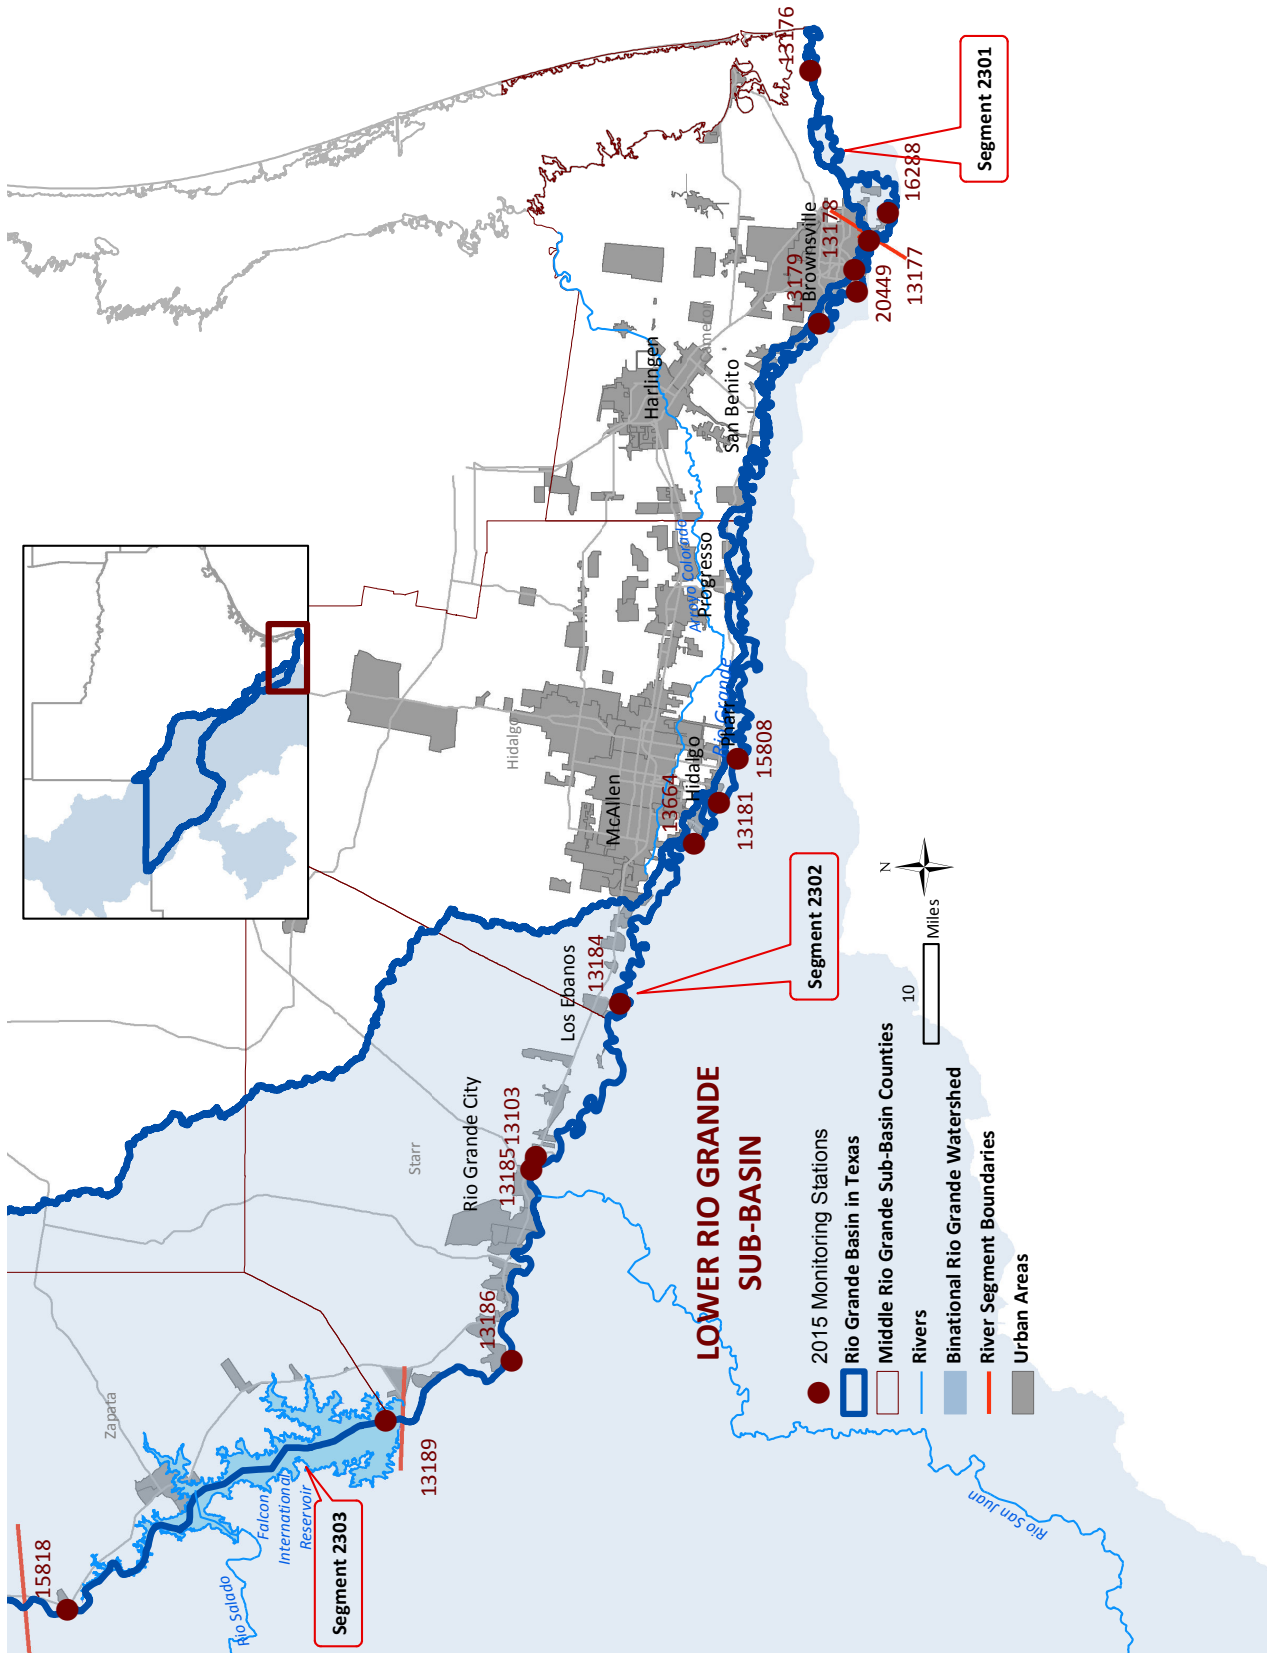 15818
Zapata
Rio Salado
Falcon
International
Reservoir
Segment 2303
13189
13186
Starr
Rio Grande City
13185
13103
Los Ebanos
13184
Segment 2302
Hidalgo
McAllen
13664
Hidalgo
13181
Pharr
15808
Rio Grande
Arroyo Colorado
Progresso
Harlingen
San Benito
Cameron
13179
Brownsville
13178
20449
13177
16288
13176
Segment 2301
Rio San Juan
LOWER RIO GRANDE
SUB-BASIN
2015 Monitoring Stations
Rio Grande Basin in Texas
Middle Rio Grande Sub-Basin Counties
Rivers
Binational Rio Grande Watershed
River Segment Boundaries
Urban Areas
10
Miles
N